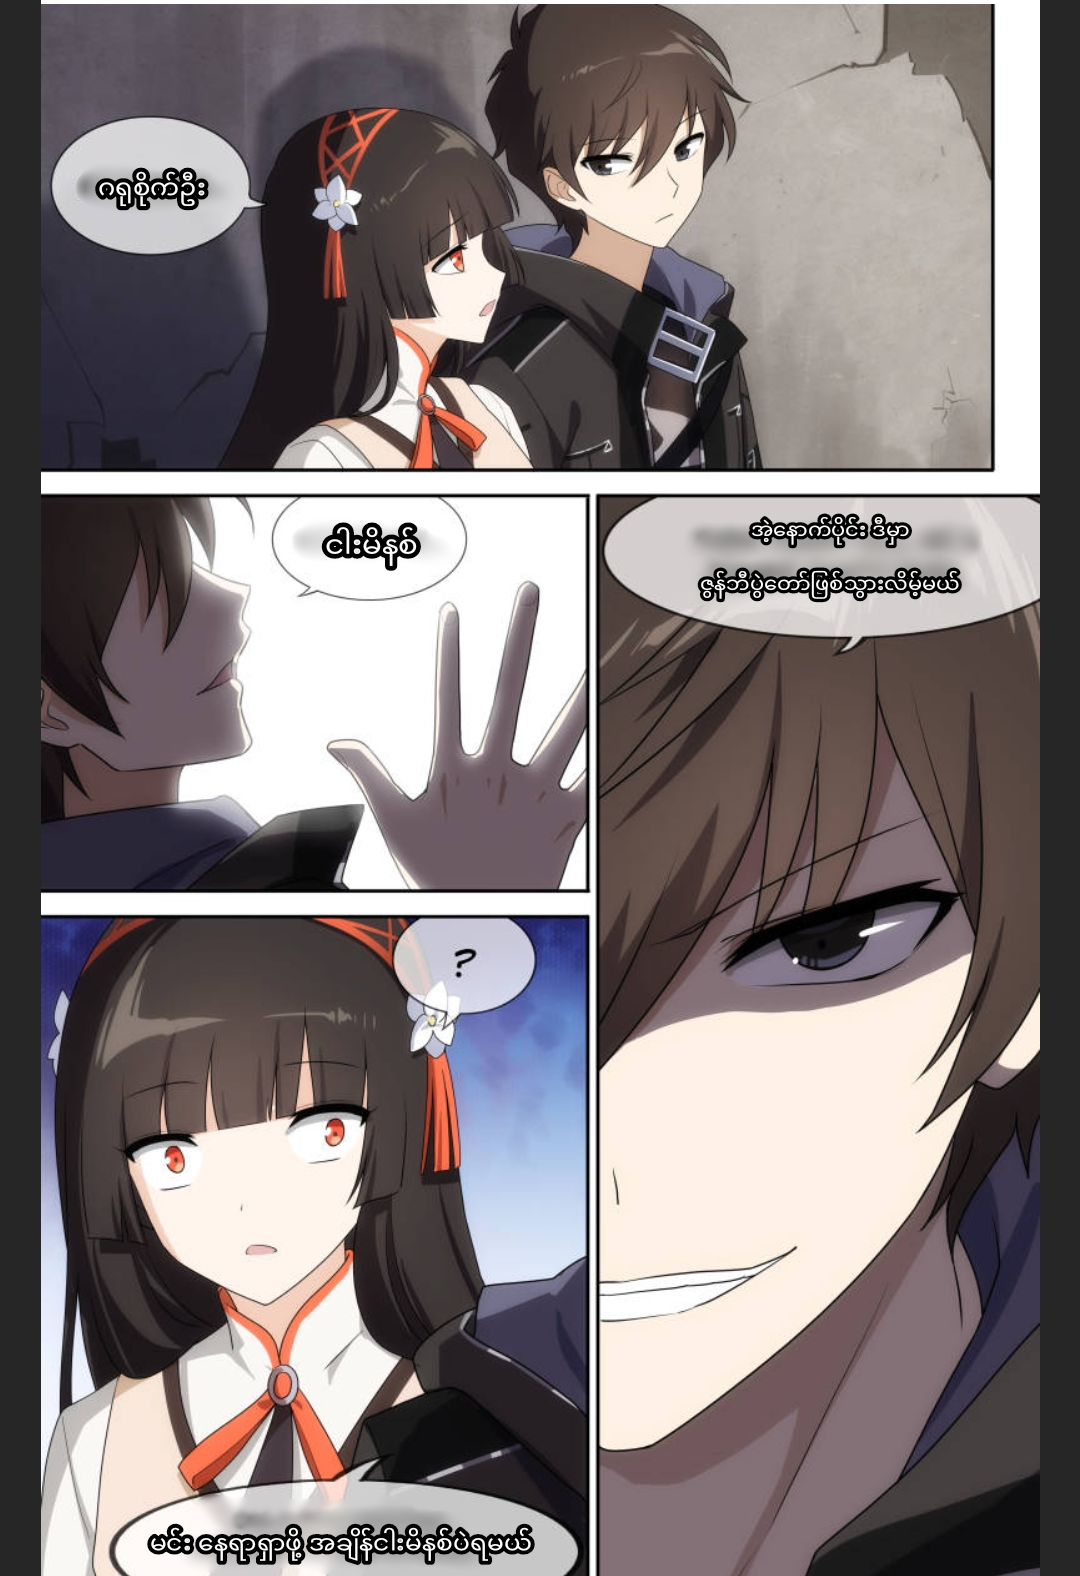 ဂရုစိုက်ဦး
ငါးမိနစ်
အဲ့နောက်ပိုင်း ဒီမှာ
ဇွန်ဘီပွဲတော်ဖြစ်သွားလိမ့်မယ်
?
မင်း နေရာရှာဖို့ အချိန်ငါးမိနစ်ပဲရမယ်